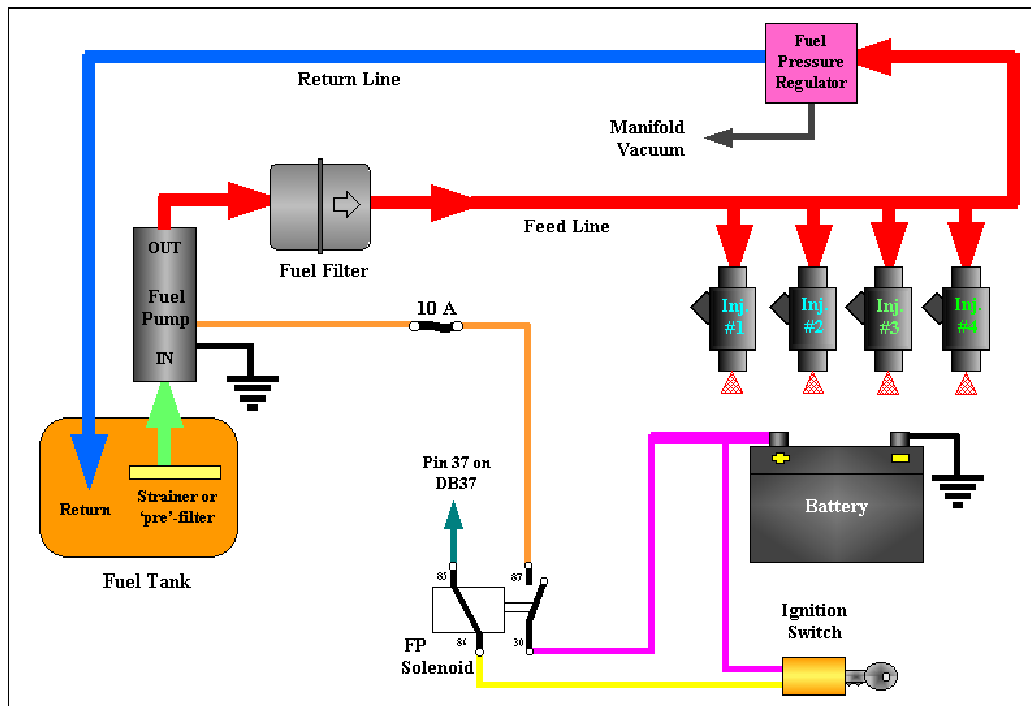 Fuel
Pressure
Regulator
Return Line
Manifold
Vacuum
OUT
Fuel
Pump
IN
Fuel Filter
Feed Line
10 A
Inj.
#1
Inj.
#2
Inj.
#3
Inj.
#4
Return
Strainer or
'pre'-filter
Fuel Tank
Pin 37 on
DB37
85
87
86
30
FP
Solenoid
Battery
Ignition
Switch